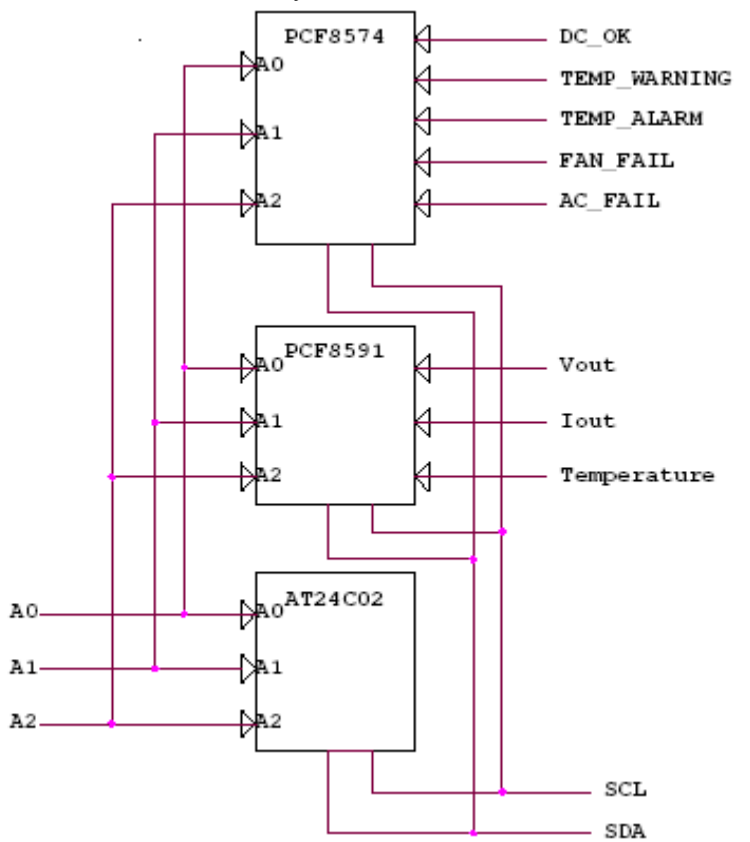 PCF8574
DC_OK
A0
TEMP_WARNING
TEMP_ALARM
A1
FAN_FAIL
A2
AC_FAIL
PCF8591
A0
Vout
A1
Iout
A2
Temperature
AT24C02
A0
A0
A1
A1
A2
A2
SCL
SDA